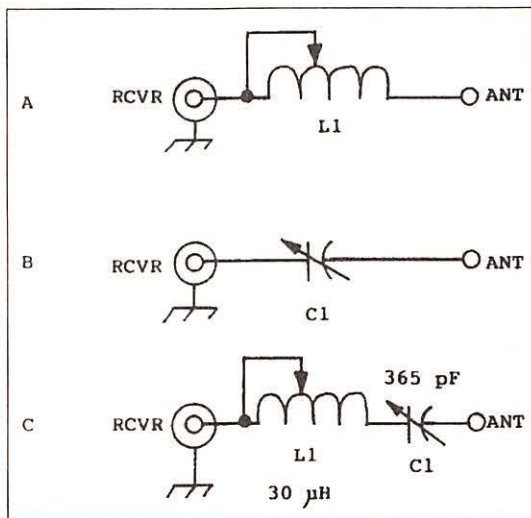 A
RCVR
ANT
L1
B
RCVR
ANT
C1
365 pF
C
RCVR
ANT
L1
C1
30 µH